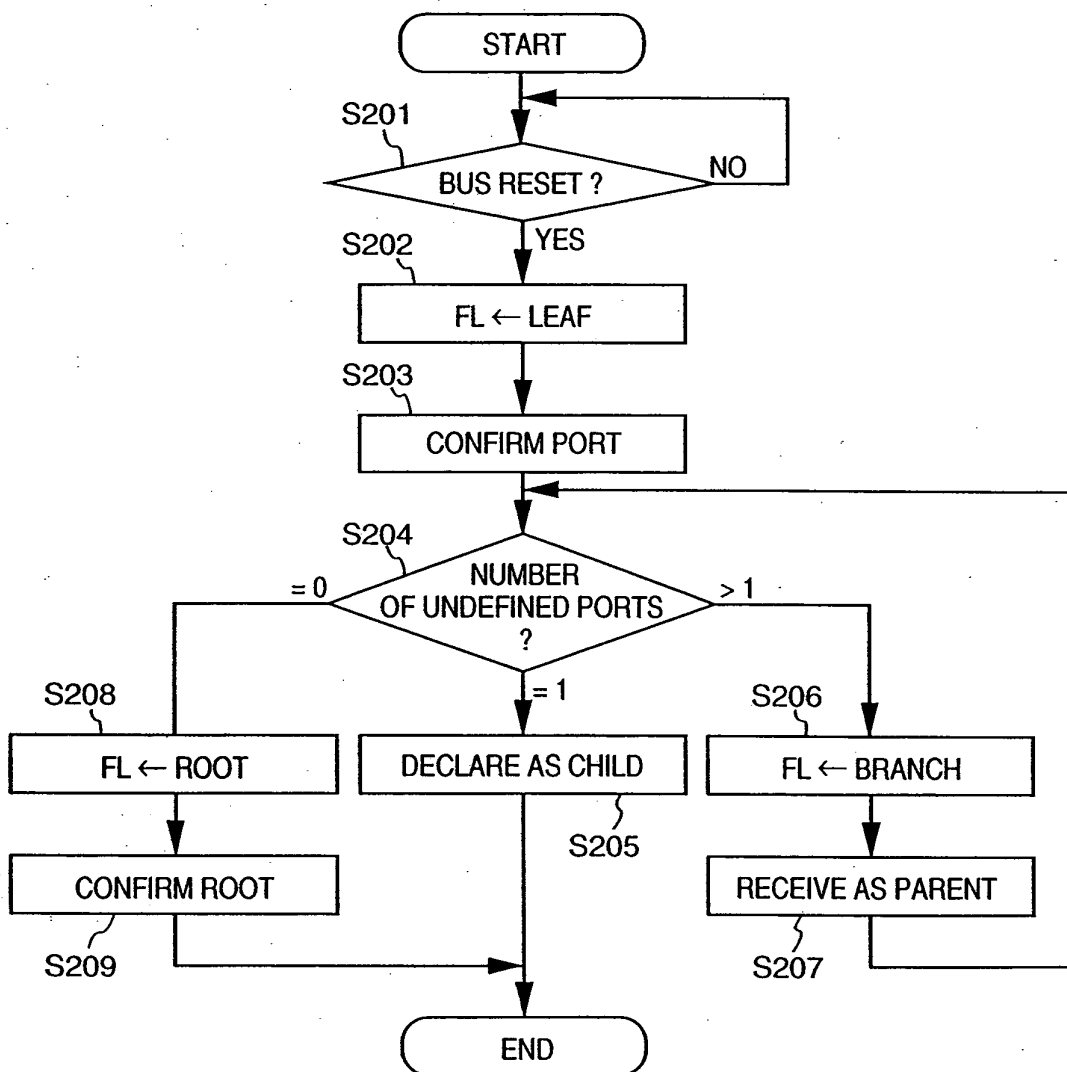 START
S201
BUS RESET ?
NO
YES
S202
FL ← LEAF
S203
CONFIRM PORT
S204
NUMBER
OF UNDEFINED PORTS
?
= 0
> 1
= 1
S208
FL ← ROOT
DECLARE AS CHILD
S205
S206
FL ← BRANCH
CONFIRM ROOT
S209
RECEIVE AS PARENT
S207
END